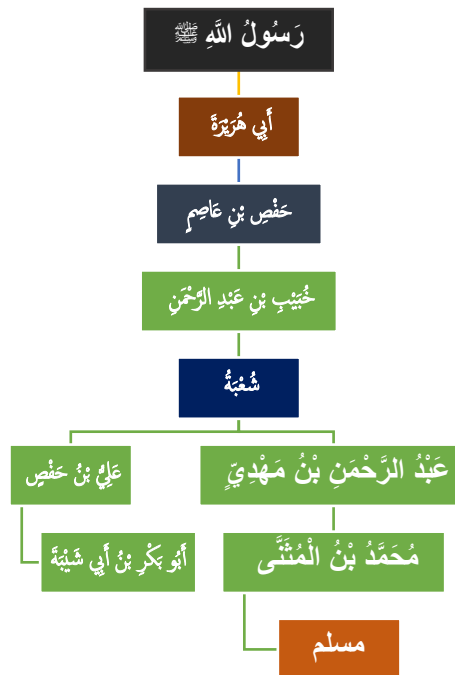 رَسُولُ اللَّهِ ﷺ
أَبِي هُرَيْرَةَ
حَفْصِ بْنِ عَاصِمٍ
خُبَيْبِ بْنِ عَبْدِ الرَّحْمَنِ
شُعْبَةُ
عَبْدُ الرَّحْمَنِ بْنُ مَهْدِيٍّ
عَلِيُّ بْنُ حَفْصٍ
مُحَمَّدُ بْنُ الْمُثَنَّى
أَبُو بَكْرِ بْنُ أَبِي شَيْبَةَ
مسلم